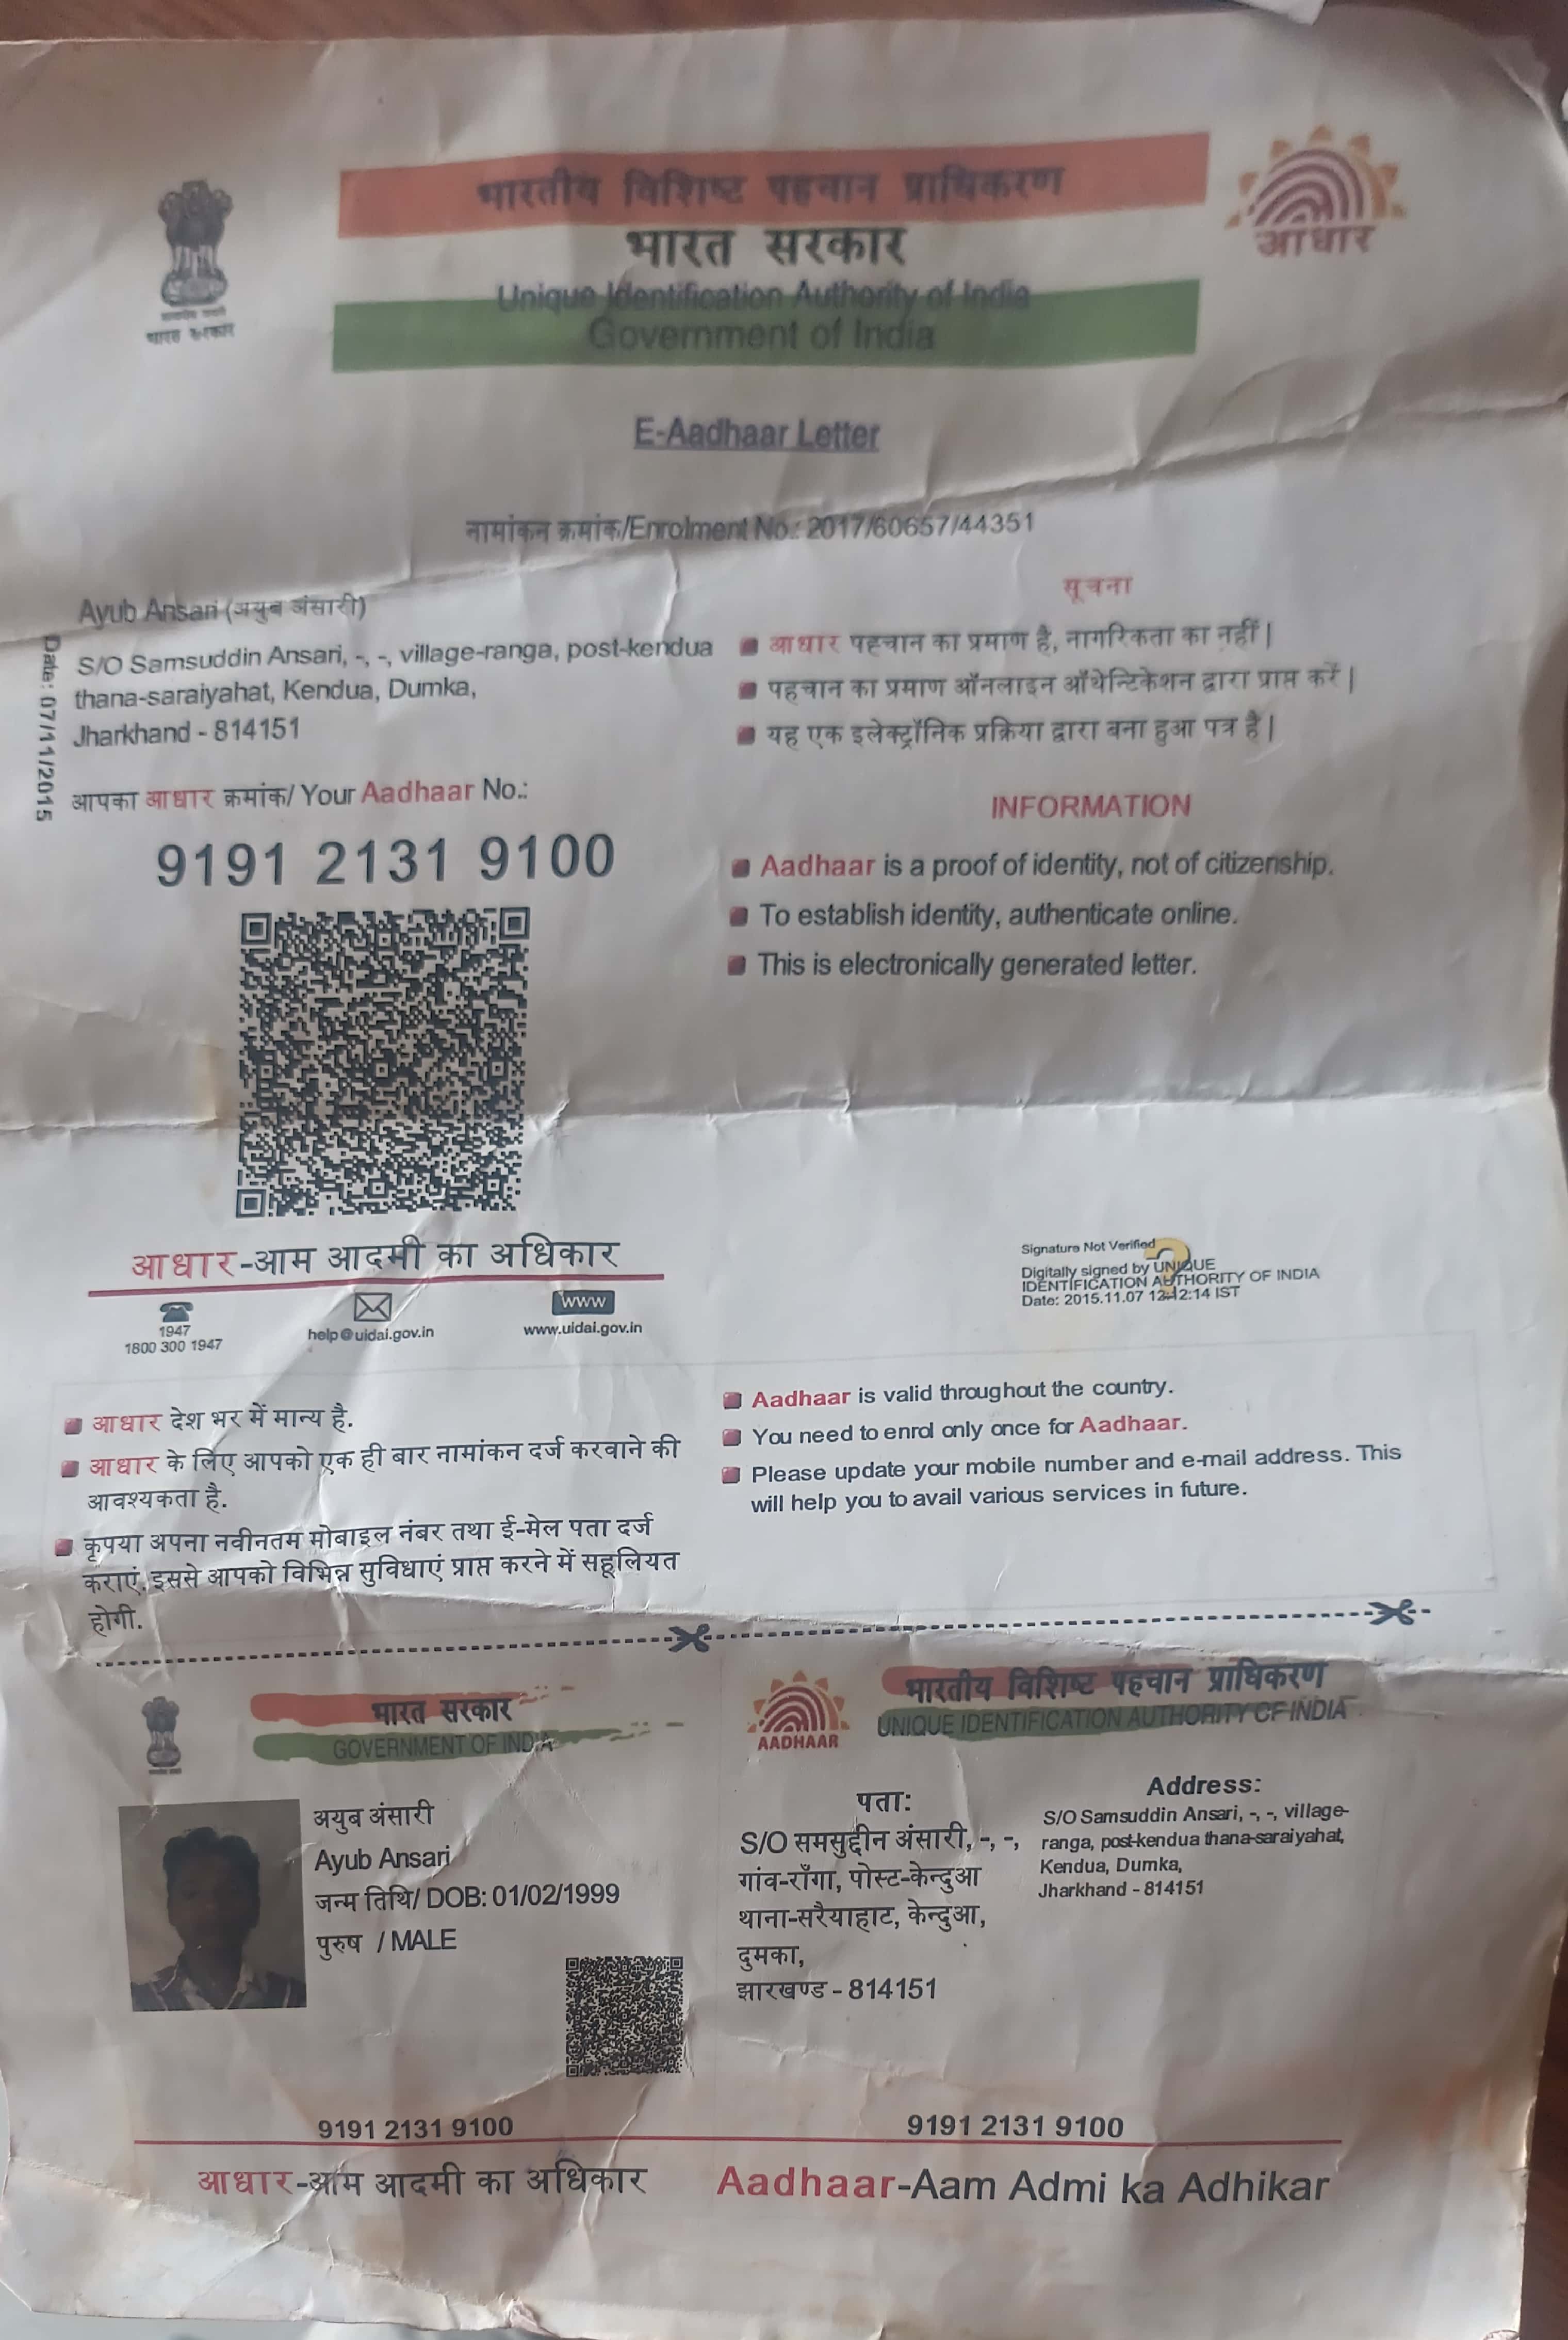 भारतीय विशिष्ट पहचान प्राधिकरण
भारत सरकार
Unique Identification Authority of India
Government of India
भारत सरकार
आधार
E-Aadhaar Letter
नामांकन क्रमांक/Enrolment No.: 2017/60657/44351
Ayub Ansari (अयुब अंसारी)
S/O Samsuddin Ansari, -, -, village-ranga, post-kendua
thana-saraiyahat, Kendua, Dumka,
Jharkhand - 814151
Date: 07/11/2015
आपका आधार क्रमांक/ Your Aadhaar No.:
9191 2131 9100
सूचना
आधार पहचान का प्रमाण है, नागरिकता का नहीं |
पहचान का प्रमाण ऑनलाइन ऑथेन्टिकेशन द्वारा प्राप्त करें |
यह एक इलेक्ट्रॉनिक प्रक्रिया द्वारा बना हुआ पत्र है |
INFORMATION
Aadhaar is a proof of identity, not of citizenship.
To establish identity, authenticate online.
This is electronically generated letter.
आधार-आम आदमी का अधिकार
1947
1800 300 1947
help@uidai.gov.in
www
www.uidai.gov.in
Signature Not Verified
Digitally signed by UNIQUE
IDENTIFICATION AUTHORITY OF INDIA
Date: 2015.11.07 12:12:14 IST
आधार देश भर में मान्य है.
आधार के लिए आपको एक ही बार नामांकन दर्ज करवाने की
आवश्यकता है.
कृपया अपना नवीनतम मोबाइल नंबर तथा ई-मेल पता दर्ज
कराएं. इससे आपको विभिन्न सुविधाएं प्राप्त करने में सहूलियत
होगी.
Aadhaar is valid throughout the country.
You need to enrol only once for Aadhaar.
Please update your mobile number and e-mail address. This
will help you to avail various services in future.
भारत सरकार
GOVERNMENT OF INDIA
अयुब अंसारी
Ayub Ansari
जन्म तिथि/ DOB: 01/02/1999
पुरुष / MALE
9191 2131 9100
आधार-आम आदमी का अधिकार
AADHAAR
भारतीय विशिष्ट पहचान प्राधिकरण
UNIQUE IDENTIFICATION AUTHORITY OF INDIA
पता:
S/O समसुद्दीन अंसारी, -, -,
गांव-राँगा, पोस्ट-केन्दुआ
थाना-सरैयाहाट, केन्दुआ,
दुमका,
झारखण्ड - 814151
Address:
S/O Samsuddin Ansari, -, -, village-
ranga, post-kendua thana-saraiyahat,
Kendua, Dumka,
Jharkhand - 814151
9191 2131 9100
Aadhaar-Aam Admi ka Adhikar